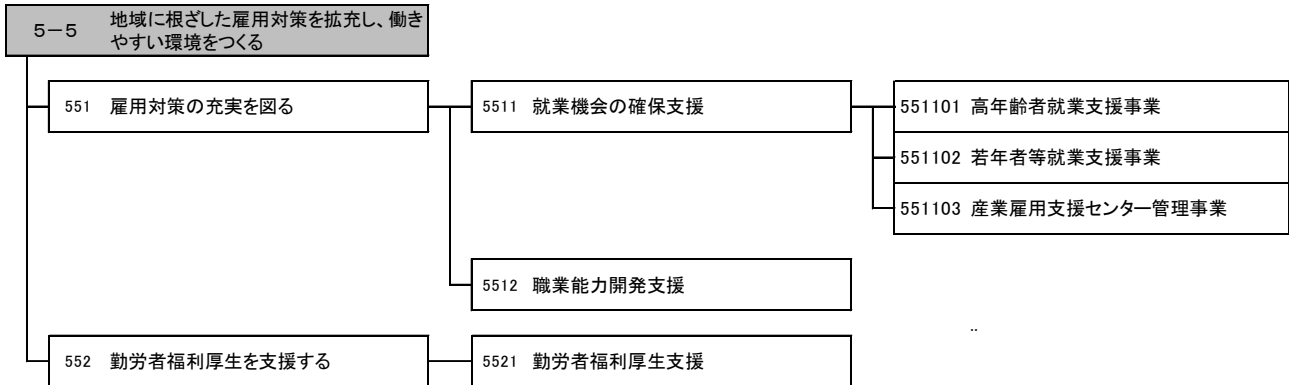 5-5 地域に根ざした雇用対策を拡充し、働き
やすい環境をつくる
551 雇用対策の充実を図る
5511 就業機会の確保支援
551101 高年齢者就業支援事業
551102 若年者等就業支援事業
551103 産業雇用支援センター管理事業
5512 職業能力開発支援
552 勤労者福利厚生を支援する
5521 勤労者福利厚生支援